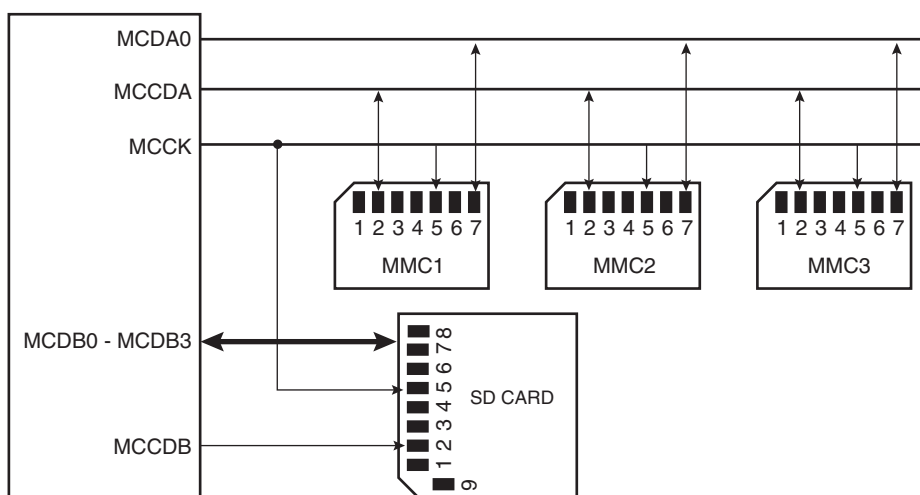 MCDA0
MCCDA
MCCK
1 2 3 4 5 6 7
MMC1
1 2 3 4 5 6 7
MMC2
1 2 3 4 5 6 7
MMC3
MCDB0 - MCDB3
MCCDB
1 2 3 4 5 6 7 8
9
SD CARD